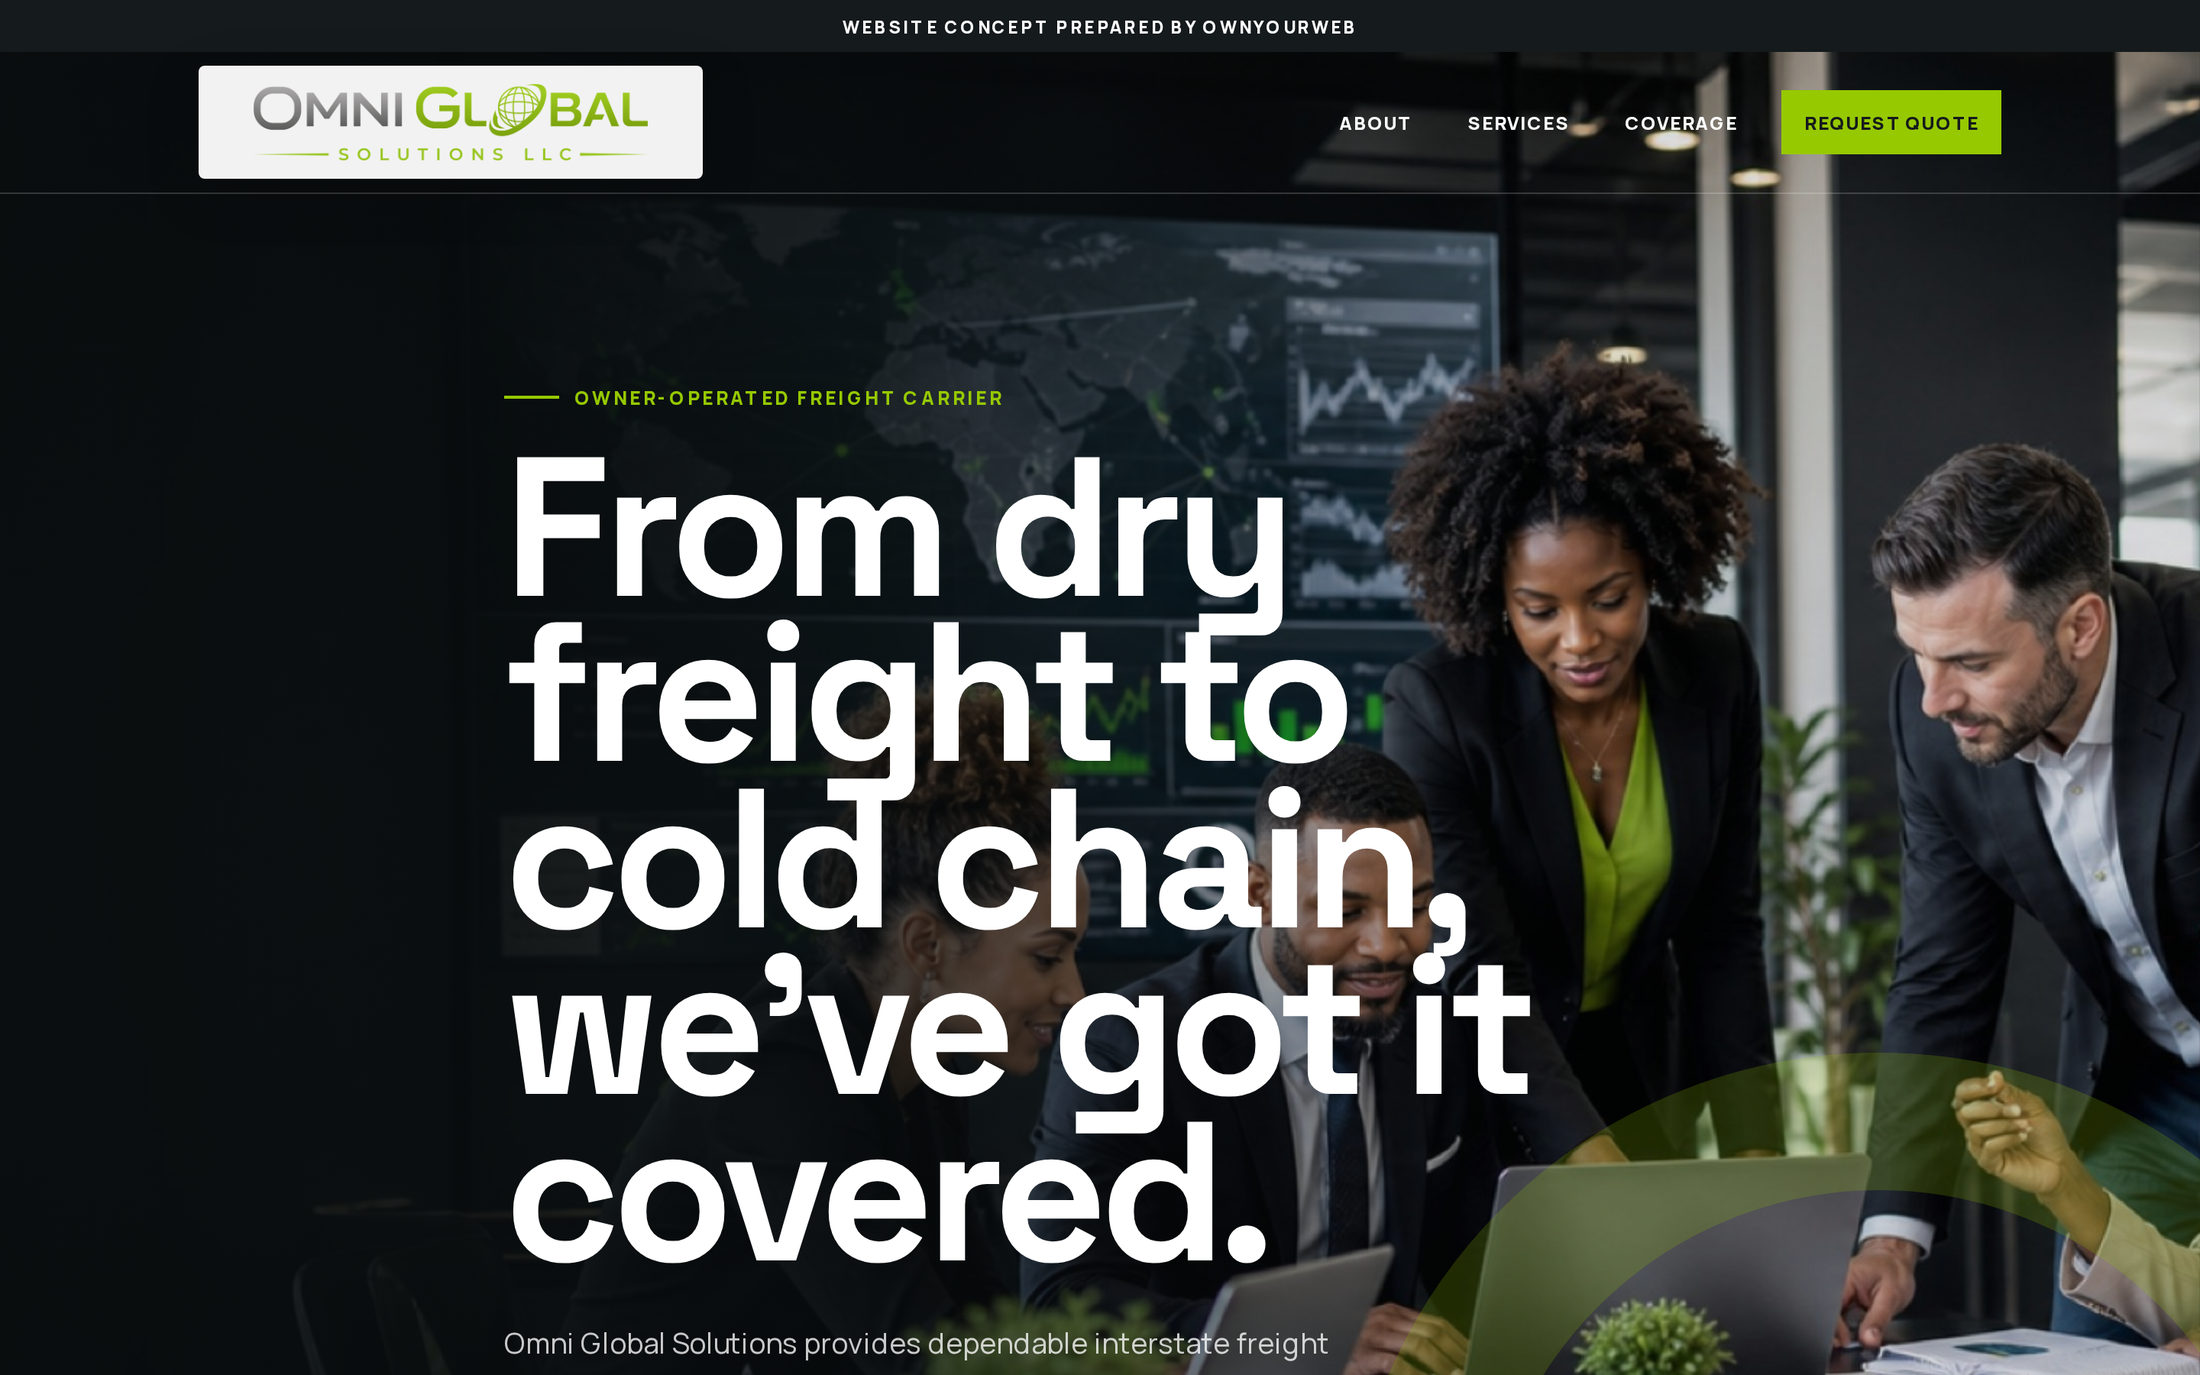 WEBSITE CONCEPT PREPARED BY OWNYOURWEB
OMNI GLOBAL
SOLUTIONS LLC
ABOUT
SERVICES
COVERAGE
REQUEST QUOTE
OWNER-OPERATED FREIGHT CARRIER
From dry
freight to
cold chain,
we’ve got it
covered.
Omni Global Solutions provides dependable interstate freight